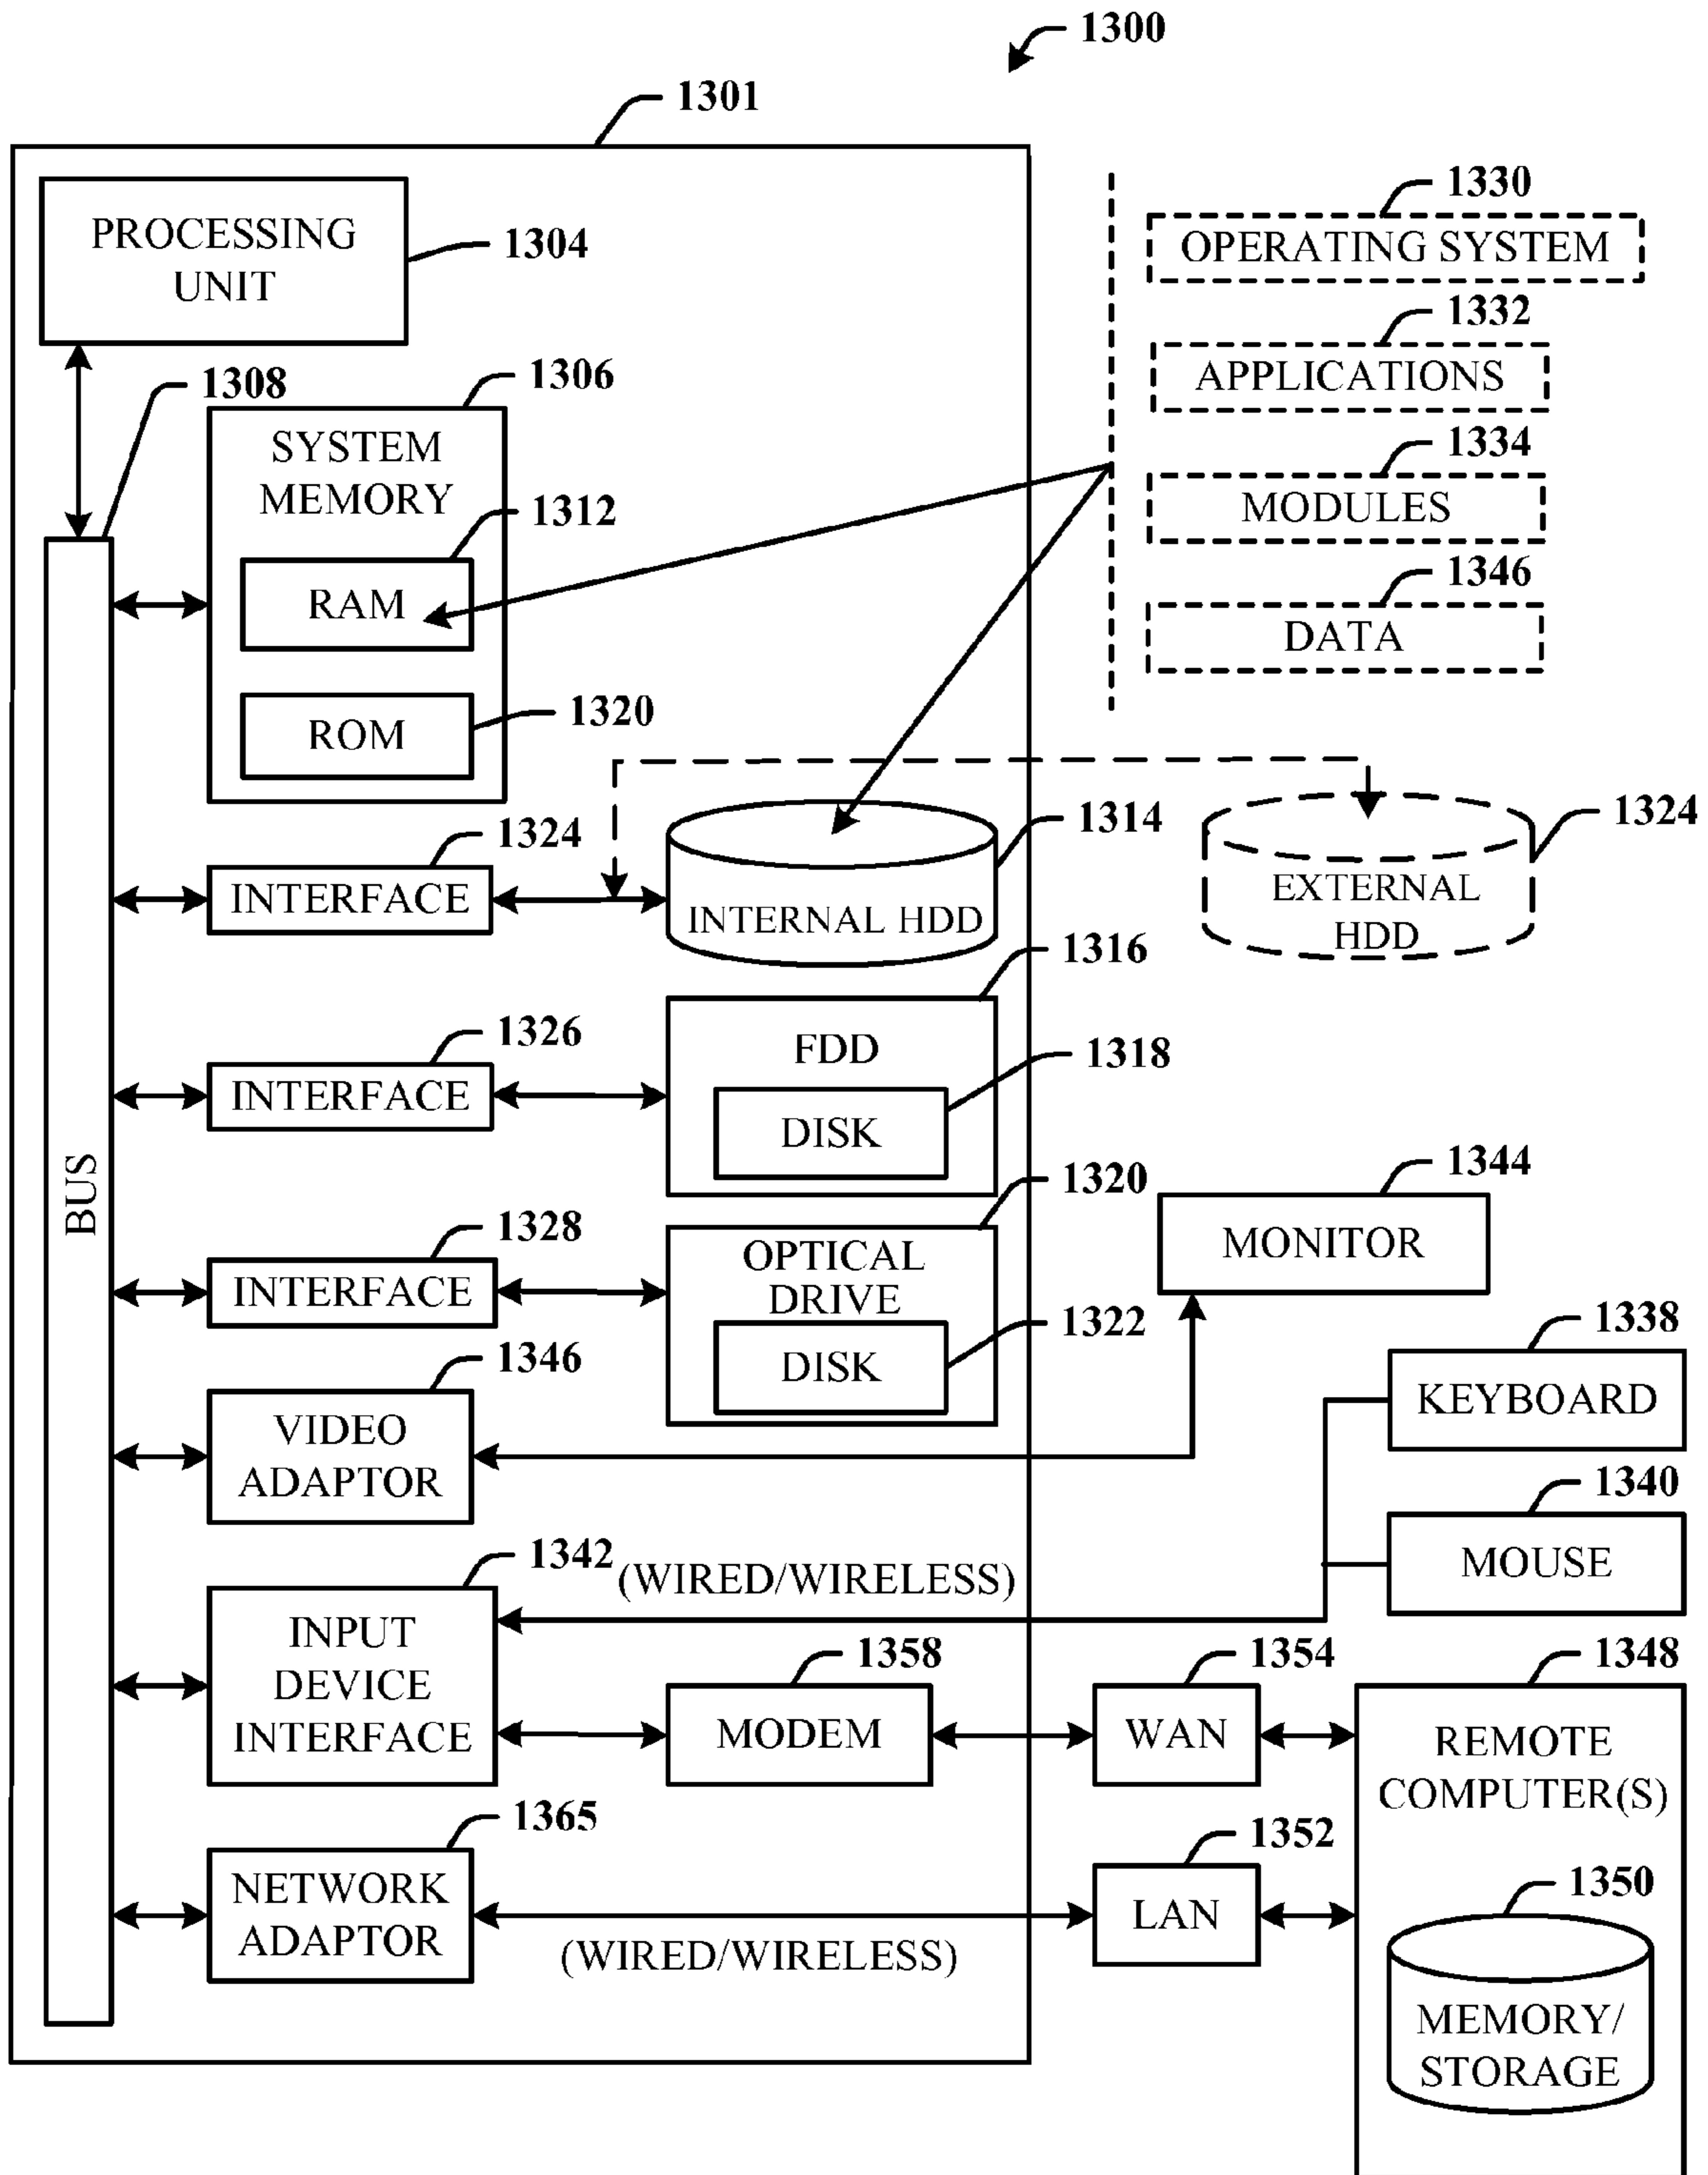 1300
1301
PROCESSING
UNIT
1304
1330
OPERATING SYSTEM
1332
APPLICATIONS
1334
MODULES
1346
DATA
1308
1306
SYSTEM
MEMORY
1312
RAM
1320
ROM
1324
INTERFACE
1314
INTERNAL HDD
1324
EXTERNAL
HDD
1316
1326
INTERFACE
FDD
1318
DISK
BUS
1320
1328
INTERFACE
OPTICAL
DRIVE
1322
DISK
1344
MONITOR
1346
VIDEO
ADAPTOR
1338
KEYBOARD
1340
MOUSE
1342
(WIRED/WIRELESS)
INPUT
DEVICE
INTERFACE
1358
MODEM
1354
WAN
1348
REMOTE
COMPUTER(S)
1365
NETWORK
ADAPTOR
(WIRED/WIRELESS)
1352
LAN
1350
MEMORY/
STORAGE